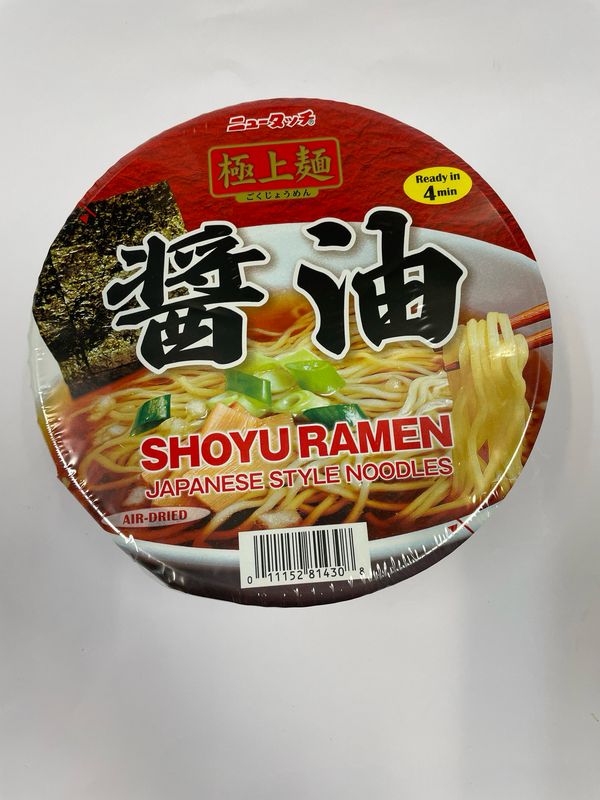 ニュータッチ®
極上麺
ごくじょうめん
Ready in
4 min
醤油
SHOYU RAMEN
JAPANESE STYLE NOODLES
AIR-DRIED
0 11152 81430 8